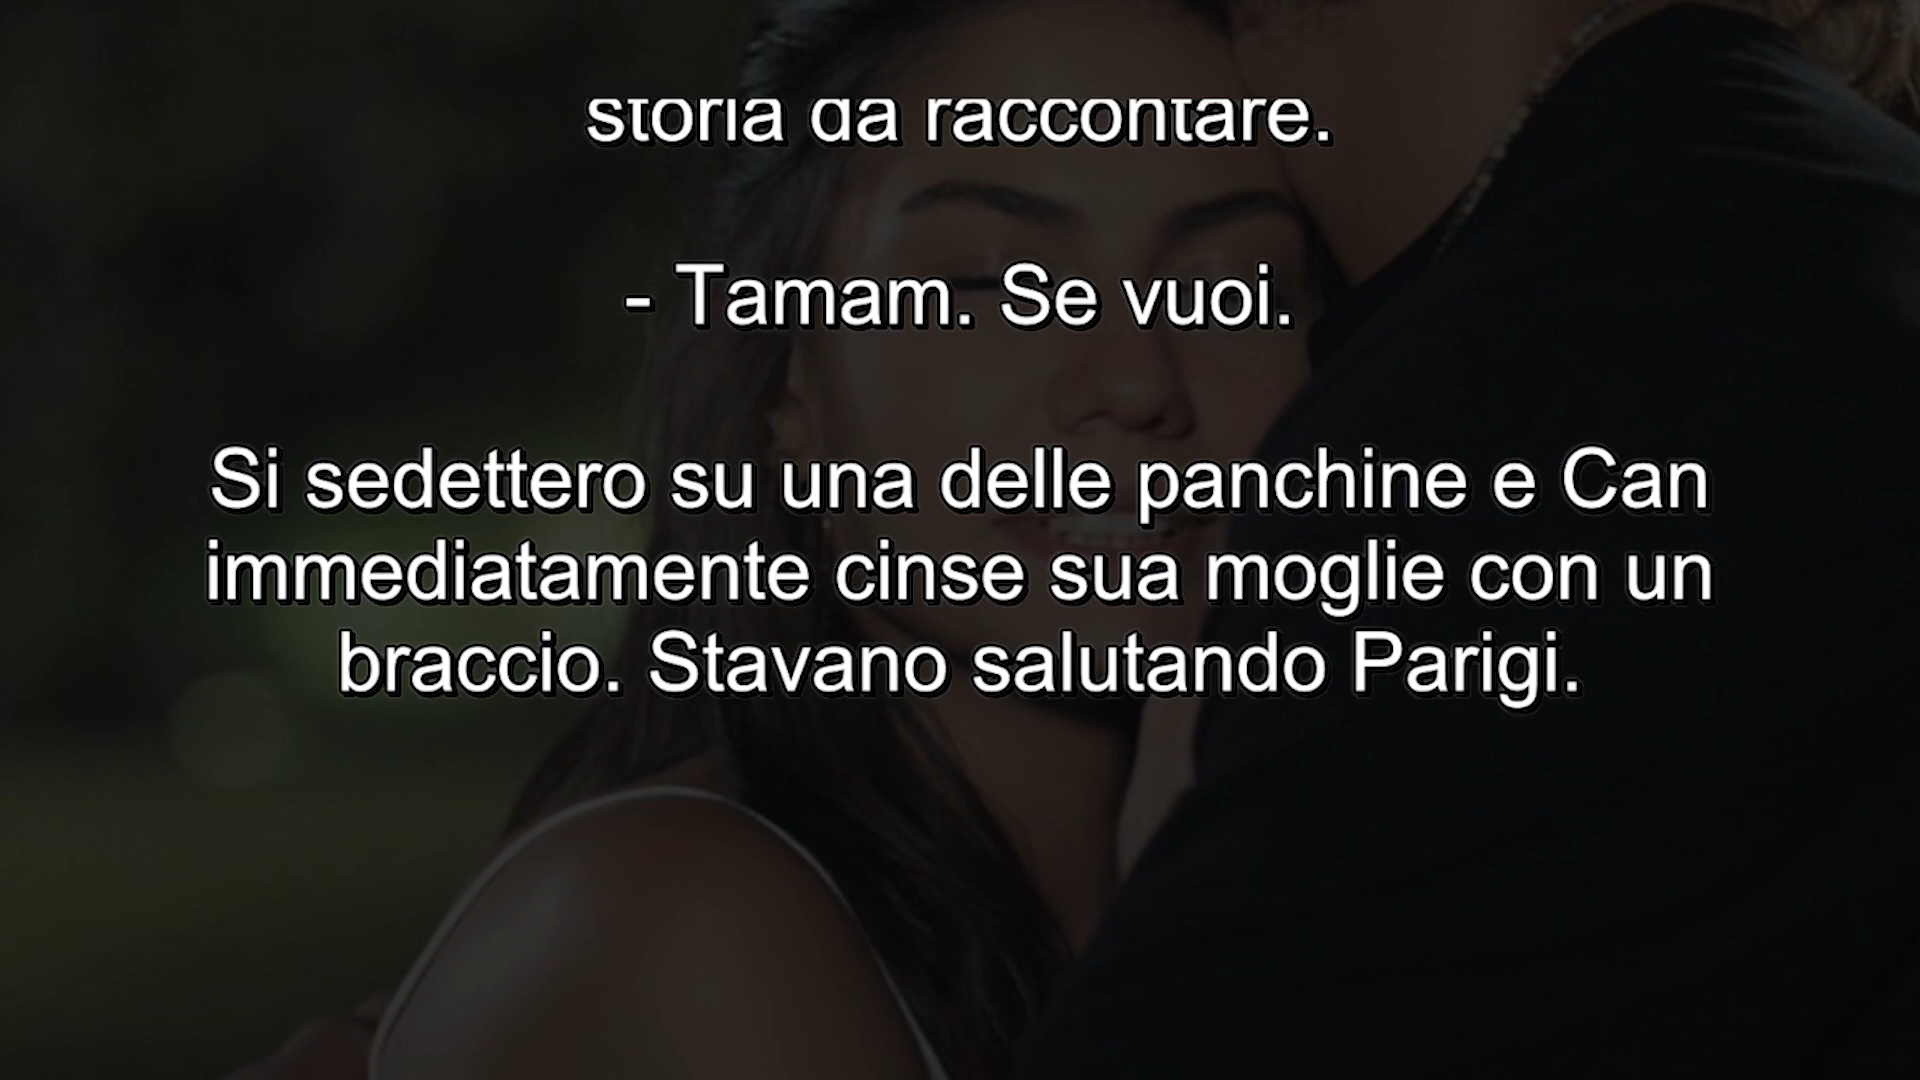 storia da raccontare.
- Tamam. Se vuoi.
Si sedettero su una delle panchine e Can
immediatamente cinse sua moglie con un
braccio. Stavano salutando Parigi.